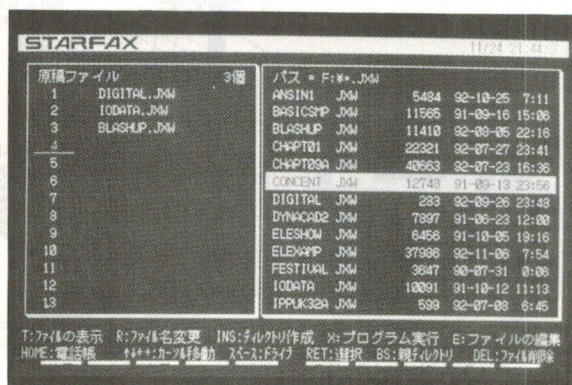 STARFAX
11/24 21:44
原稿ファイル 3個
1 DIGITAL.JXW
2 IODATA.JXW
3 BLASHUP.JXW
4
5
6
7
8
9
10
11
12
13
パス = F:¥*.JXW
ANSIN1 JXW 5484 92-10-25 7:11
BASICSMP JXW 11565 91-09-16 15:06
BLASHUP JXW 11410 92-08-05 22:16
CHAPT01 JXW 22321 92-07-27 23:41
CHAPT09A JXW 40663 92-07-23 16:36
CONCENT JXW 12748 91-09-13 23:56
DIGITAL JXW 283 92-09-26 23:48
DYNACAD2 JXW 7897 91-06-23 12:00
ELESHOW JXW 6456 91-10-05 19:16
ELEXAMP JXW 37986 92-11-06 7:54
FESTIVAL JXW 3647 90-07-31 0:06
IODATA JXW 10091 91-10-12 11:13
IPPUK32A JXW 599 92-07-08 6:45
T:ファイルの表示 R:ファイル名変更 INS:ディレクトリ作成 X:プログラム実行 E:ファイルの編集
HOME:電話帳 ↑↓←→:カーソル移動 スペース:ドライブ RET:選択 BS:親ディレクトリ DEL:ファイル削除